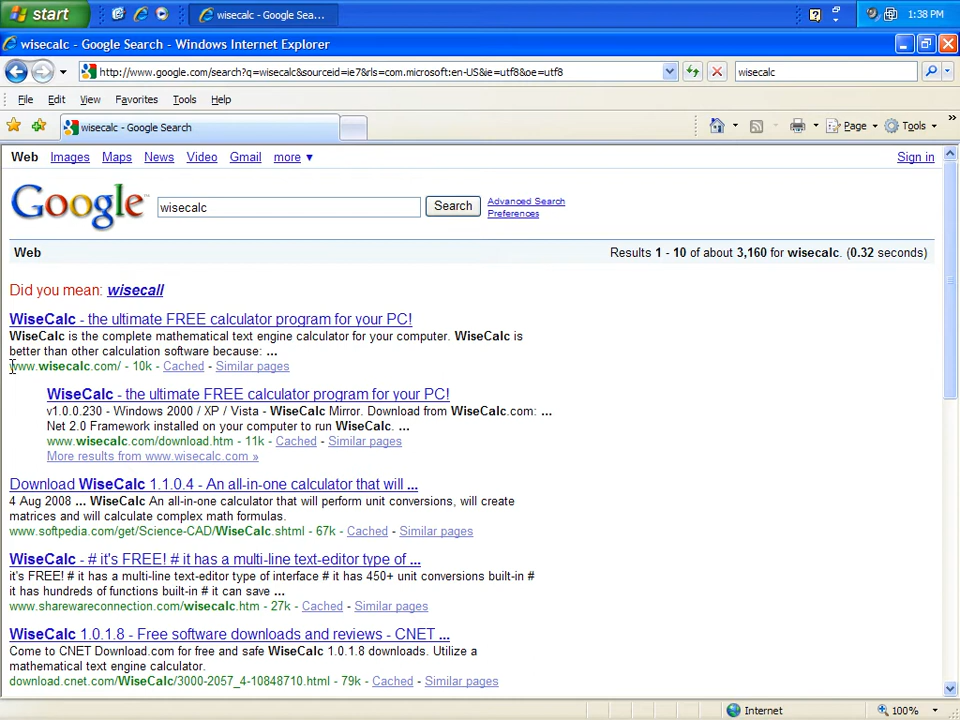 start
wisecalc - Google Sea...
1:38 PM
wisecalc - Google Search - Windows Internet Explorer
http://www.google.com/search?q=wisecalc&sourceid=ie7&rls=com.microsoft:en-US&ie=utf8&oe=utf8
wisecalc
File Edit View Favorites Tools Help
wisecalc - Google Search
Page Tools
Web Images Maps News Video Gmail more ▼
Sign in
Google
wisecalc
Search
Advanced Search
Preferences
Web
Results 1 - 10 of about 3,160 for wisecalc. (0.32 seconds)
Did you mean: wisecall
WiseCalc - the ultimate FREE calculator program for your PC!
WiseCalc is the complete mathematical text engine calculator for your computer. WiseCalc is
better than other calculation software because: ...
www.wisecalc.com/ - 10k - Cached - Similar pages
WiseCalc - the ultimate FREE calculator program for your PC!
v1.0.0.230 - Windows 2000 / XP / Vista - WiseCalc Mirror. Download from WiseCalc.com: ...
Net 2.0 Framework installed on your computer to run WiseCalc. ...
www.wisecalc.com/download.htm - 11k - Cached - Similar pages
More results from www.wisecalc.com »
Download WiseCalc 1.1.0.4 - An all-in-one calculator that will ...
4 Aug 2008 ... WiseCalc An all-in-one calculator that will perform unit conversions, will create
matrices and will calculate complex math formulas.
www.softpedia.com/get/Science-CAD/WiseCalc.shtml - 67k - Cached - Similar pages
WiseCalc - # it's FREE! # it has a multi-line text-editor type of ...
it's FREE! # it has a multi-line text-editor type of interface # it has 450+ unit conversions built-in #
it has hundreds of functions built-in # it can save ...
www.sharewareconnection.com/wisecalc.htm - 27k - Cached - Similar pages
WiseCalc 1.0.1.8 - Free software downloads and reviews - CNET ...
Come to CNET Download.com for free and safe WiseCalc 1.0.1.8 downloads. Utilize a
mathematical text engine calculator.
download.cnet.com/WiseCalc/3000-2057_4-10848710.html - 79k - Cached - Similar pages
Internet
100%